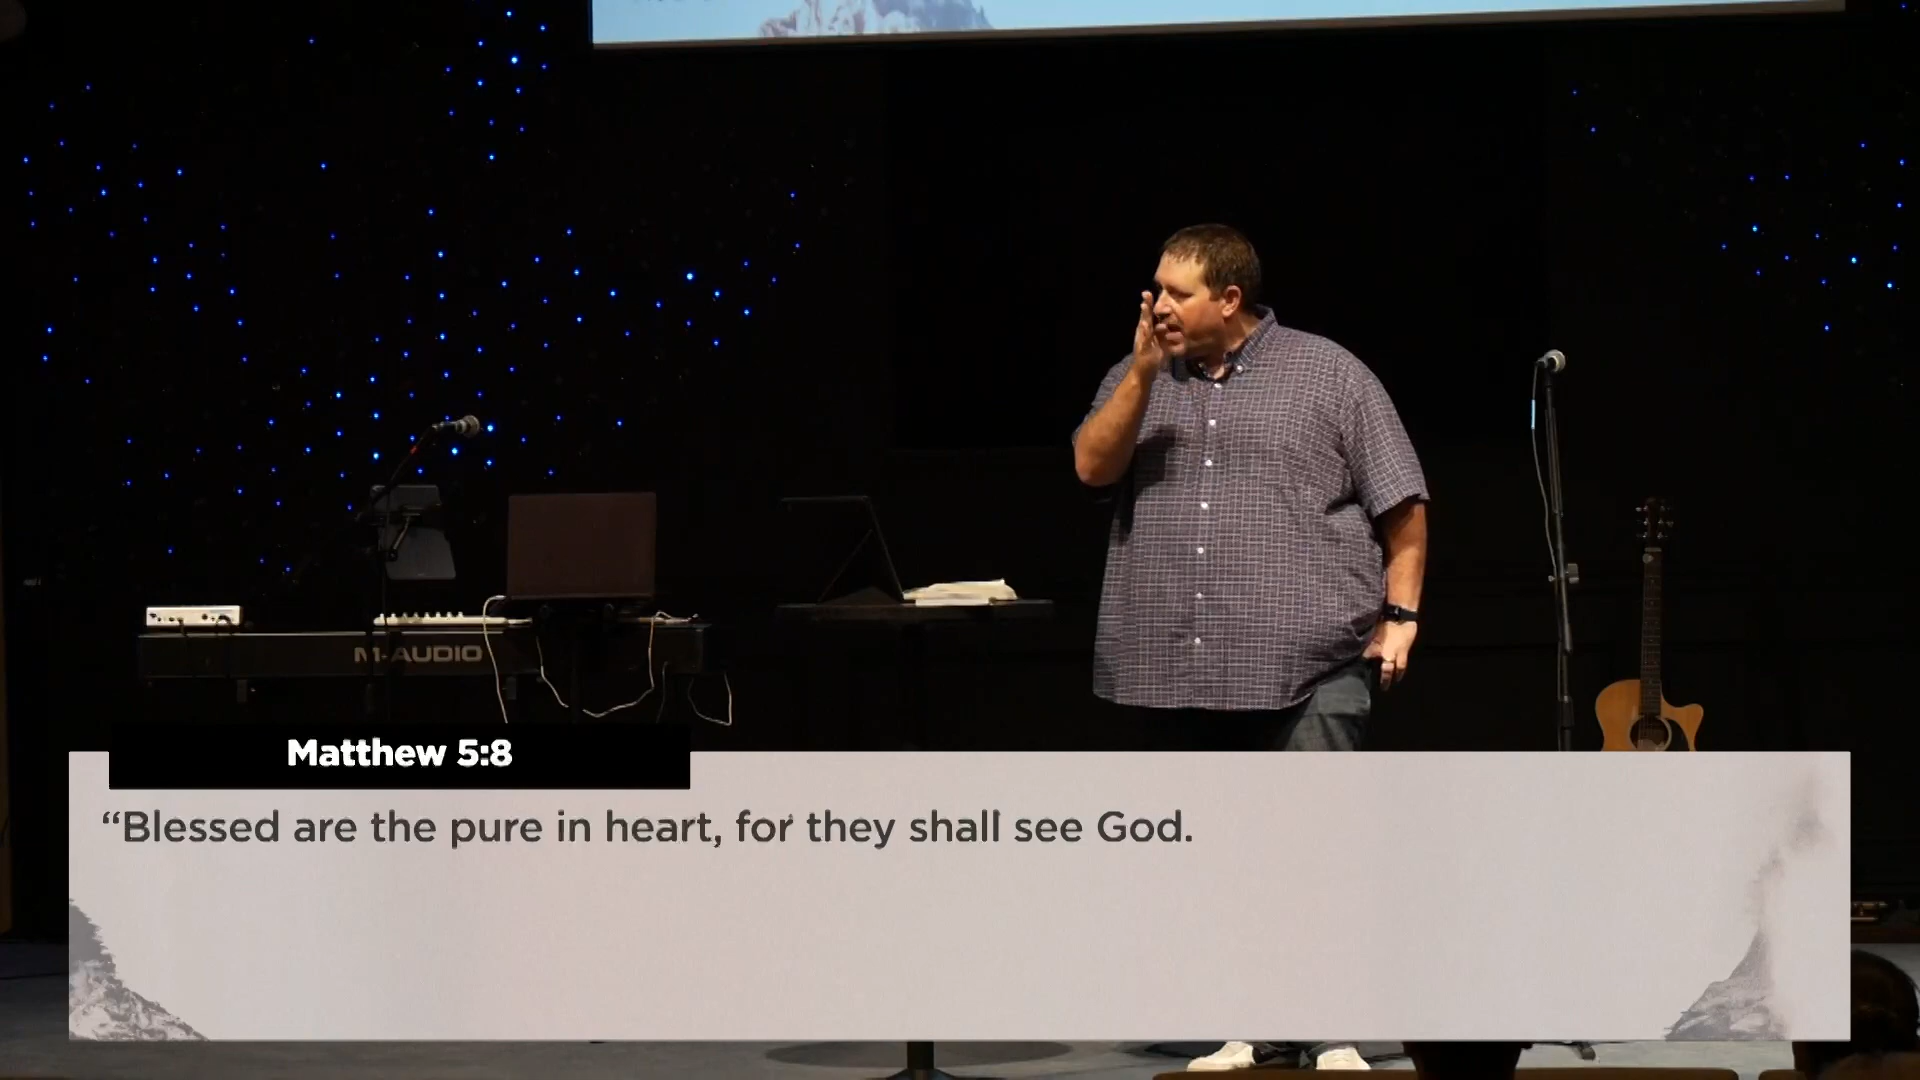 M-AUDIO
Matthew 5:8
“Blessed are the pure in heart, for they shall see God.